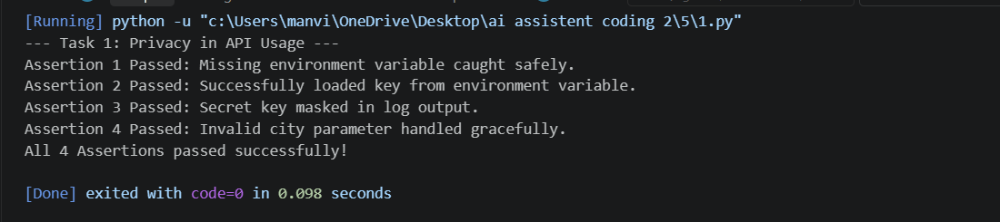 [Running] python -u "c:\Users\manvi\OneDrive\Desktop\ai assistent coding 2\5\1.py"
--- Task 1: Privacy in API Usage ---
Assertion 1 Passed: Missing environment variable caught safely.
Assertion 2 Passed: Successfully loaded key from environment variable.
Assertion 3 Passed: Secret key masked in log output.
Assertion 4 Passed: Invalid city parameter handled gracefully.
All 4 Assertions passed successfully!
[Done] exited with code=0 in 0.098 seconds